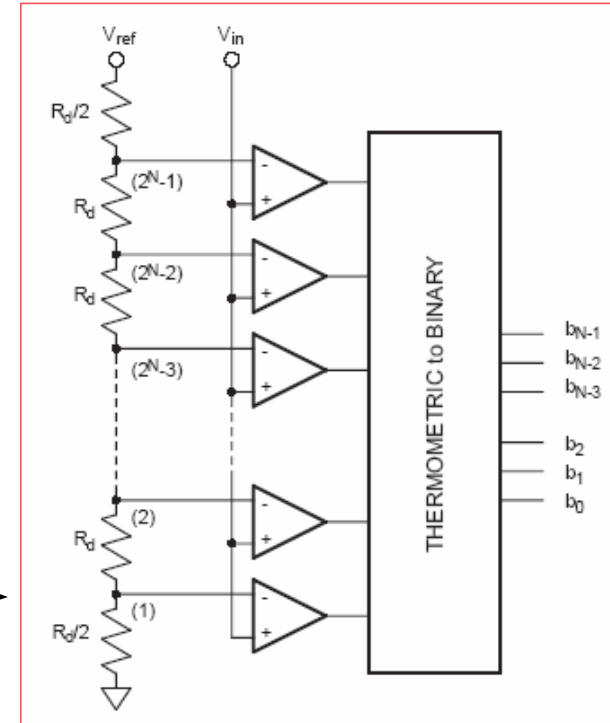 Vref Vin
Rd/2
-
(2N-1)
+
Rd
-
(2N-2)
+
Rd
-
(2N-3)
+
THERMOMETRIC to BINARY
bN-1
bN-2
bN-3
b2
b1
b0
-
(2)
+
Rd
-
(1)
+
Rd/2